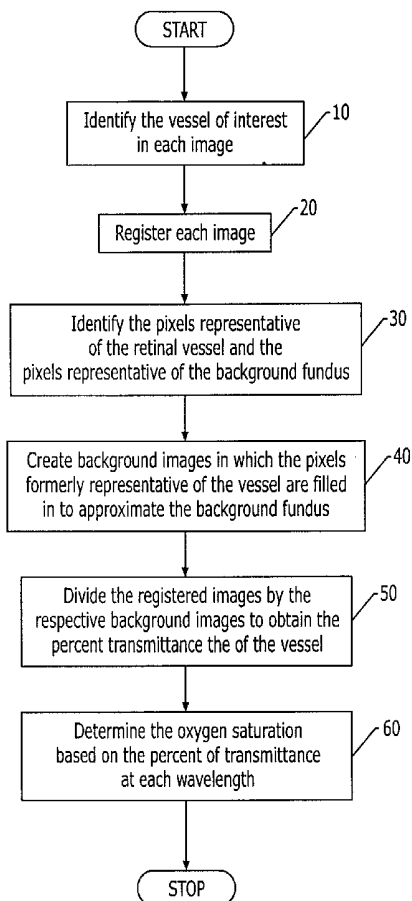 START
Identify the vessel of interest
in each image
10
Register each image
20
Identify the pixels representative
of the retinal vessel and the
pixels representative of the background fundus
30
Create background images in which the pixels
formerly representative of the vessel are filled
in to approximate the background fundus
40
Divide the registered images by the
respective background images to obtain the
percent transmittance the of the vessel
50
Determine the oxygen saturation
based on the percent of transmittance
at each wavelength
60
STOP